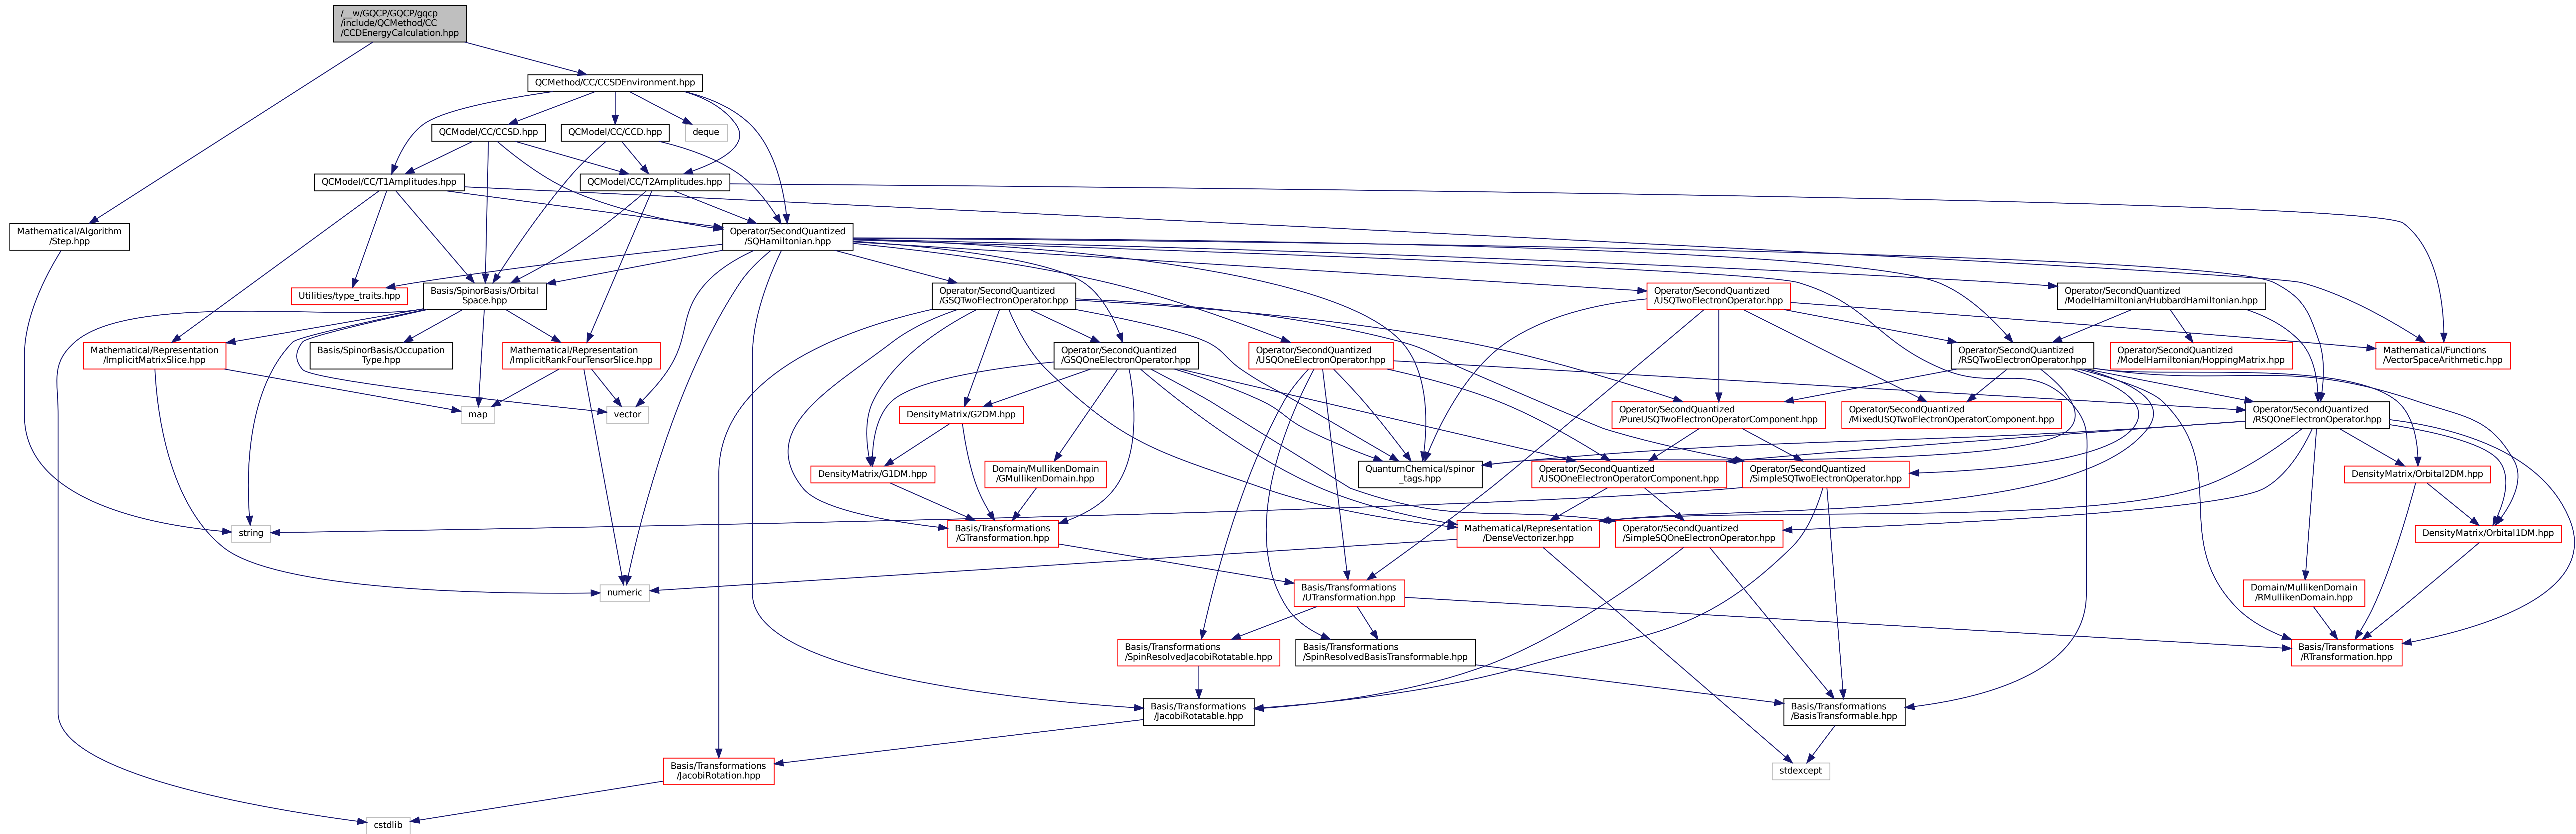 /__w/GQCP/GQCP/gqcp
/include/QCMethod/CC
/CCDEnergyCalculation.hpp
QCMethod/CC/CCSDEnvironment.hpp
QCModel/CC/CCSD.hpp
QCModel/CC/CCD.hpp
deque
QCModel/CC/T1Amplitudes.hpp
QCModel/CC/T2Amplitudes.hpp
Mathematical/Algorithm
/Step.hpp
Operator/SecondQuantized
/SQHamiltonian.hpp
Utilities/type_traits.hpp
Basis/SpinorBasis/Orbital
Space.hpp
Operator/SecondQuantized
/GSQTwoElectronOperator.hpp
Operator/SecondQuantized
/USQTwoElectronOperator.hpp
Operator/SecondQuantized
/ModelHamiltonian/HubbardHamiltonian.hpp
Mathematical/Representation
/ImplicitMatrixSlice.hpp
Basis/SpinorBasis/Occupation
Type.hpp
Mathematical/Representation
/ImplicitRankFourTensorSlice.hpp
Operator/SecondQuantized
/GSQOneElectronOperator.hpp
Operator/SecondQuantized
/USQOneElectronOperator.hpp
Operator/SecondQuantized
/RSQTwoElectronOperator.hpp
Operator/SecondQuantized
/ModelHamiltonian/HoppingMatrix.hpp
Mathematical/Functions
/VectorSpaceArithmetic.hpp
map
vector
DensityMatrix/G2DM.hpp
Operator/SecondQuantized
/PureUSQTwoElectronOperatorComponent.hpp
Operator/SecondQuantized
/MixedUSQTwoElectronOperatorComponent.hpp
Operator/SecondQuantized
/RSQOneElectronOperator.hpp
DensityMatrix/G1DM.hpp
Domain/MullikenDomain
/GMullikenDomain.hpp
QuantumChemical/spinor
_tags.hpp
Operator/SecondQuantized
/USQOneElectronOperatorComponent.hpp
Operator/SecondQuantized
/SimpleSQTwoElectronOperator.hpp
DensityMatrix/Orbital2DM.hpp
string
Basis/Transformations
/GTransformation.hpp
Mathematical/Representation
/DenseVectorizer.hpp
Operator/SecondQuantized
/SimpleSQOneElectronOperator.hpp
DensityMatrix/Orbital1DM.hpp
numeric
Basis/Transformations
/UTransformation.hpp
Domain/MullikenDomain
/RMullikenDomain.hpp
Basis/Transformations
/SpinResolvedJacobiRotatable.hpp
Basis/Transformations
/SpinResolvedBasisTransformable.hpp
Basis/Transformations
/RTransformation.hpp
Basis/Transformations
/JacobiRotatable.hpp
Basis/Transformations
/BasisTransformable.hpp
Basis/Transformations
/JacobiRotation.hpp
stdexcept
cstdlib